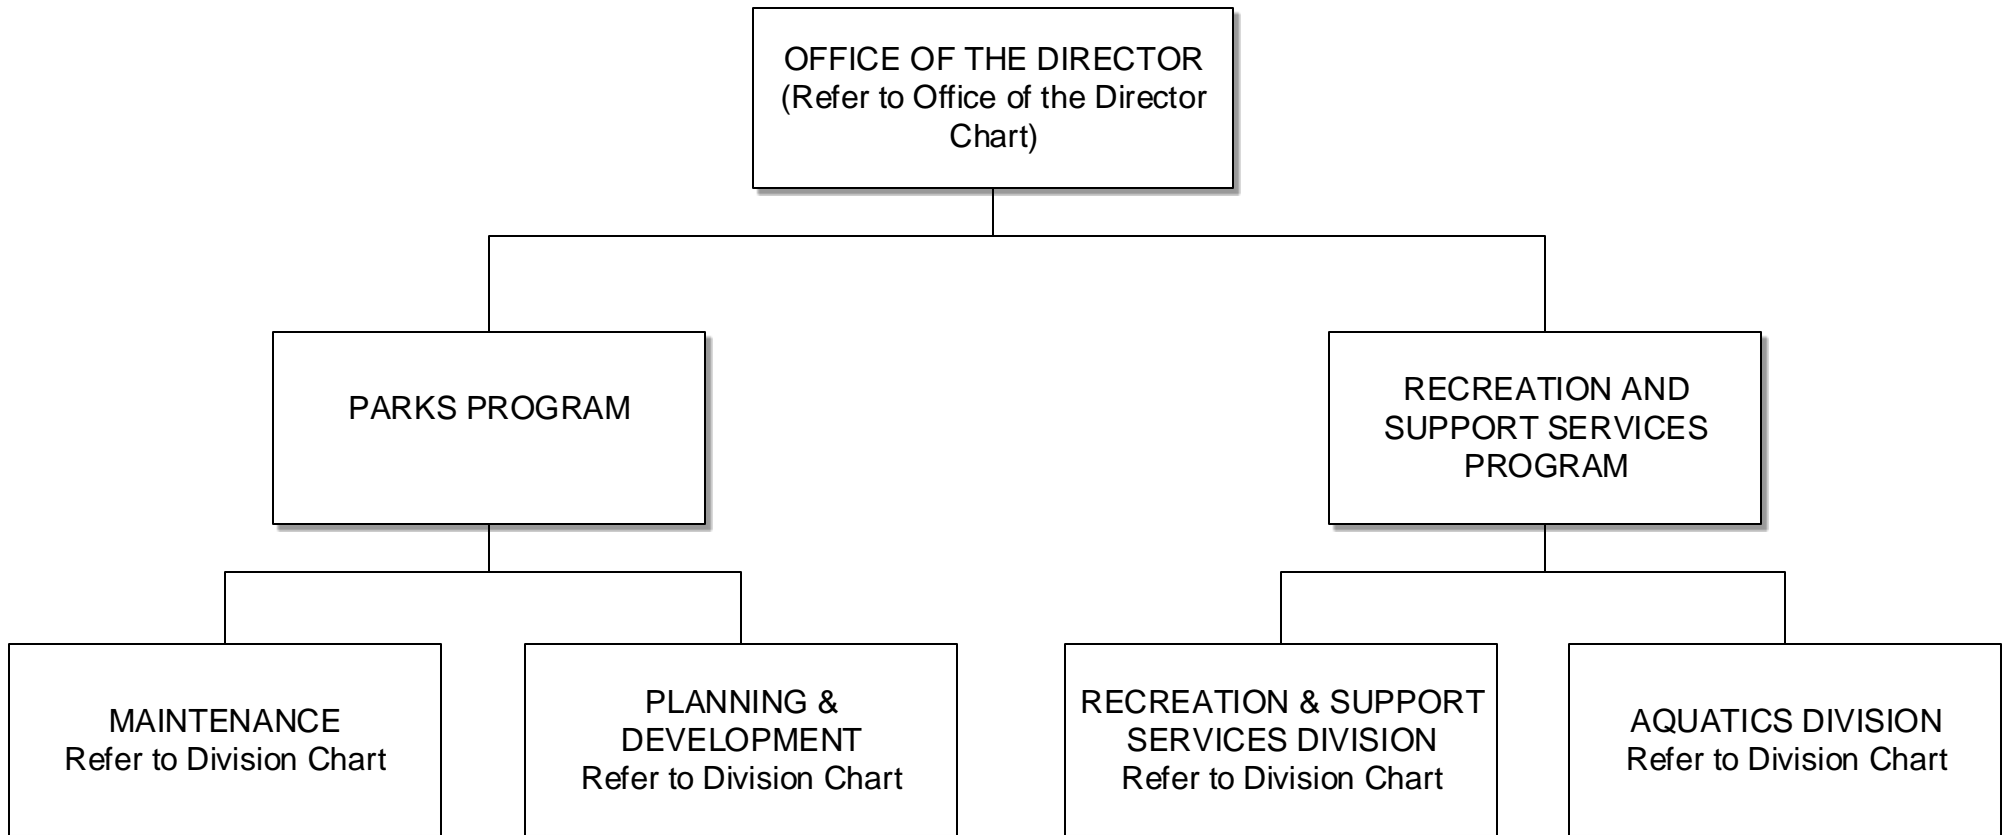 OFFICE OF THE DIRECTOR
(Refer to Office of the Director
Chart)
PARKS PROGRAM
RECREATION AND
SUPPORT SERVICES
PROGRAM
MAINTENANCE
Refer to Division Chart
PLANNING &
DEVELOPMENT
Refer to Division Chart
RECREATION & SUPPORT
SERVICES DIVISION
Refer to Division Chart
AQUATICS DIVISION
Refer to Division Chart